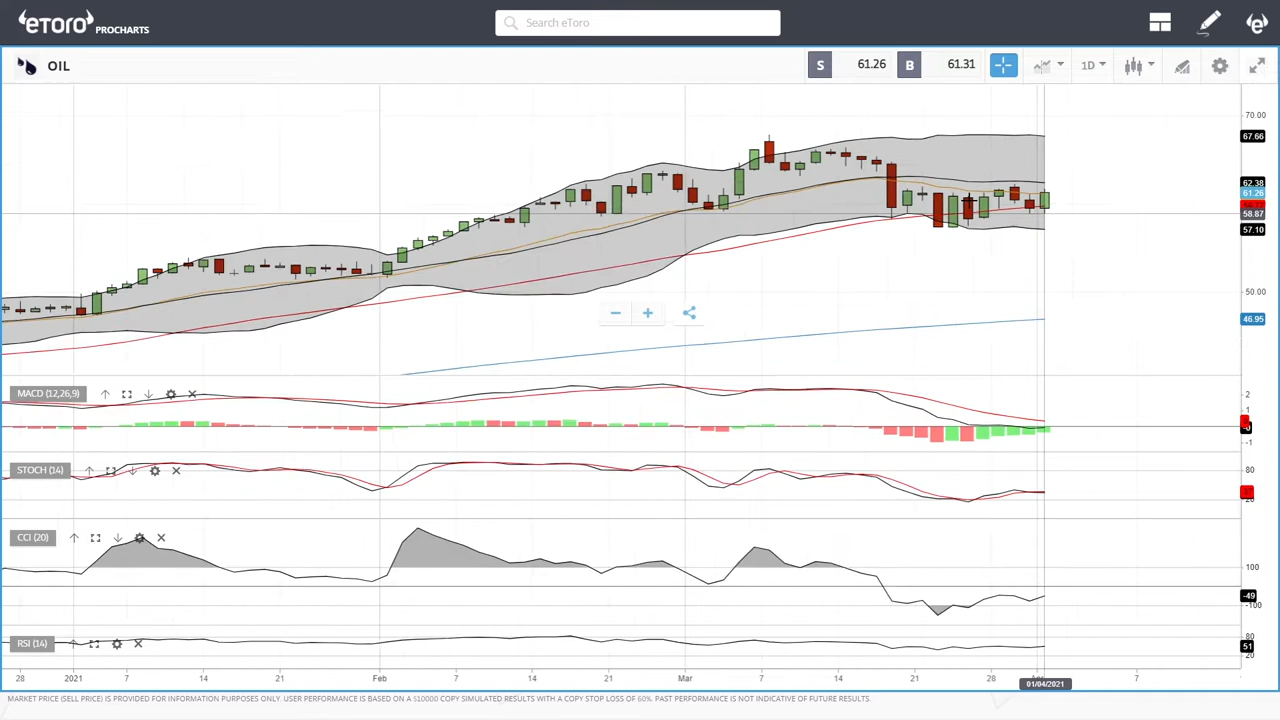 eToro PROCHARTS
Search eToro
OIL
S 61.26 B 61.31
1D
70.00
67.66
62.38
61.26
58.87
57.10
50.00
46.95
MACD (12,26,9)
2
1
-1
STOCH (14)
80
20
CCI (20)
100
-49
-100
RSI (14)
80
51
20
28 2021 7 14 21 Feb 7 14 21 Mar 7 14 21 28 7
01/04/2021
MARKET PRICE (SELL PRICE) IS PROVIDED FOR INFORMATION PURPOSES ONLY. USER PERFORMANCE IS BASED ON A $10000 COPY SIMULATED RESULTS WITH A COPY STOP LOSS OF 60%. PAST PERFORMANCE IS NOT INDICATIVE OF FUTURE RESULTS.